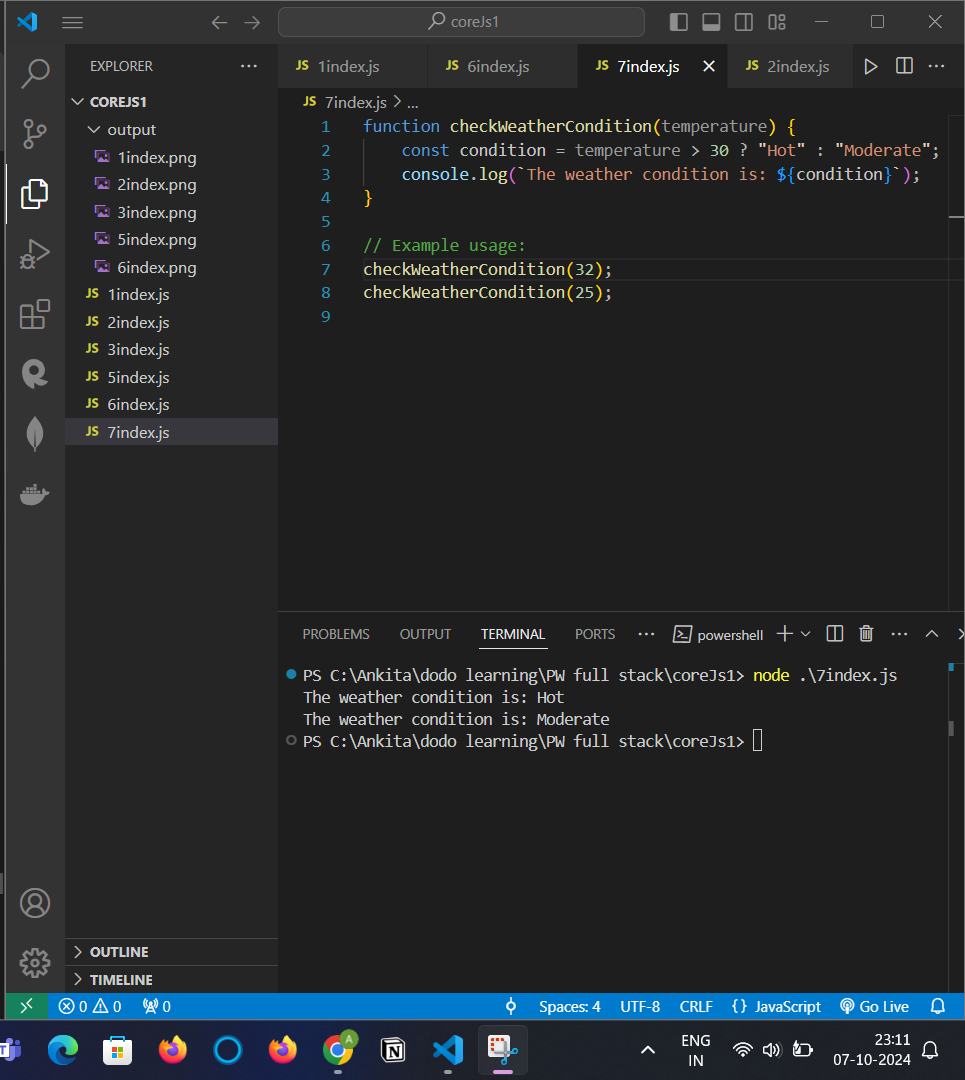 coreJs1
EXPLORER
COREJS1
output
1index.png
2index.png
3index.png
5index.png
6index.png
JS 1index.js
JS 2index.js
JS 3index.js
JS 5index.js
JS 6index.js
JS 7index.js
OUTLINE
TIMELINE
JS 1index.js JS 6index.js JS 7index.js JS 2index.js
JS 7index.js > ...
1 function checkWeatherCondition(temperature) {
2 const condition = temperature > 30 ? "Hot" : "Moderate";
3 console.log(`The weather condition is: ${condition}`);
4 }
5
6 // Example usage:
7 checkWeatherCondition(32);
8 checkWeatherCondition(25);
9
PROBLEMS OUTPUT TERMINAL PORTS ... powershell
PS C:\Ankita\dodo learning\PW full stack\coreJs1> node .\7index.js
The weather condition is: Hot
The weather condition is: Moderate
PS C:\Ankita\dodo learning\PW full stack\coreJs1>
0 0 0 Spaces: 4 UTF-8 CRLF {} JavaScript Go Live
A
ENG
IN
23:11
07-10-2024